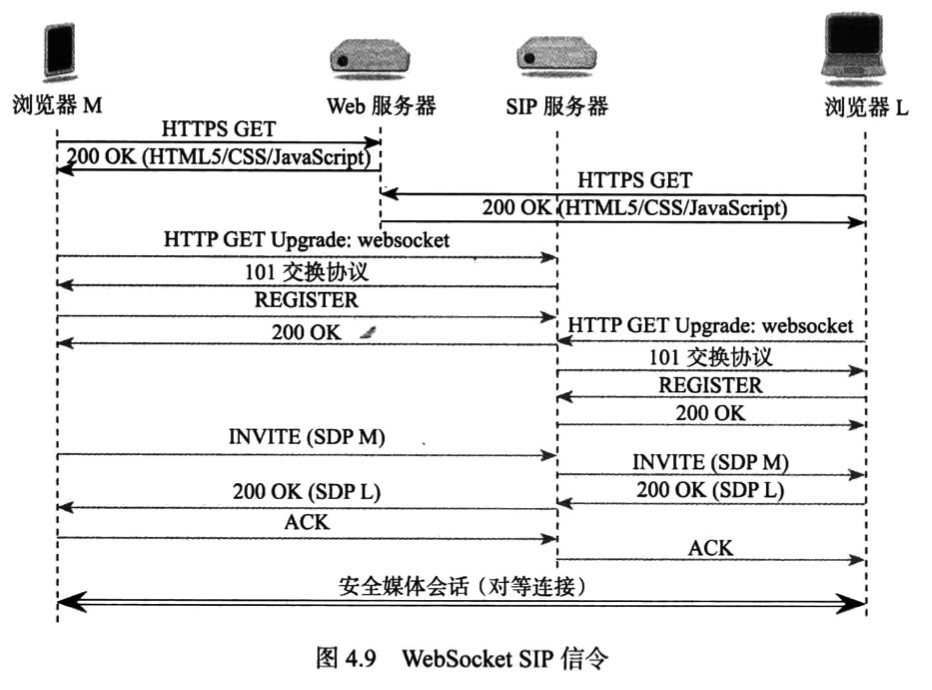 浏览器 M
Web 服务器
SIP 服务器
浏览器 L
HTTPS GET
200 OK (HTML5/CSS/JavaScript)
HTTPS GET
200 OK (HTML5/CSS/JavaScript)
HTTP GET Upgrade: websocket
101 交换协议
REGISTER
200 OK
HTTP GET Upgrade: websocket
101 交换协议
REGISTER
200 OK
INVITE (SDP M)
INVITE (SDP M)
200 OK (SDP L)
200 OK (SDP L)
ACK
ACK
安全媒体会话（对等连接）
图 4.9 WebSocket SIP 信令